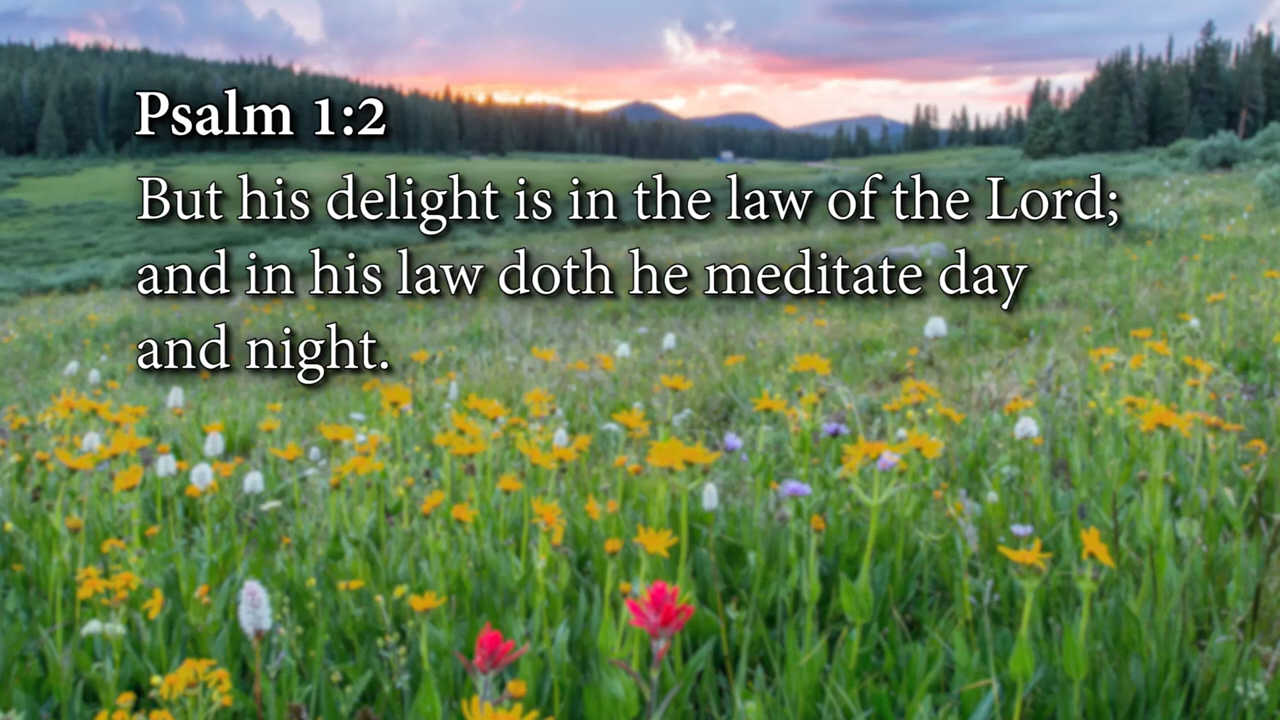 Psalm 1:2
But his delight is in the law of the Lord;
and in his law doth he meditate day
and night.